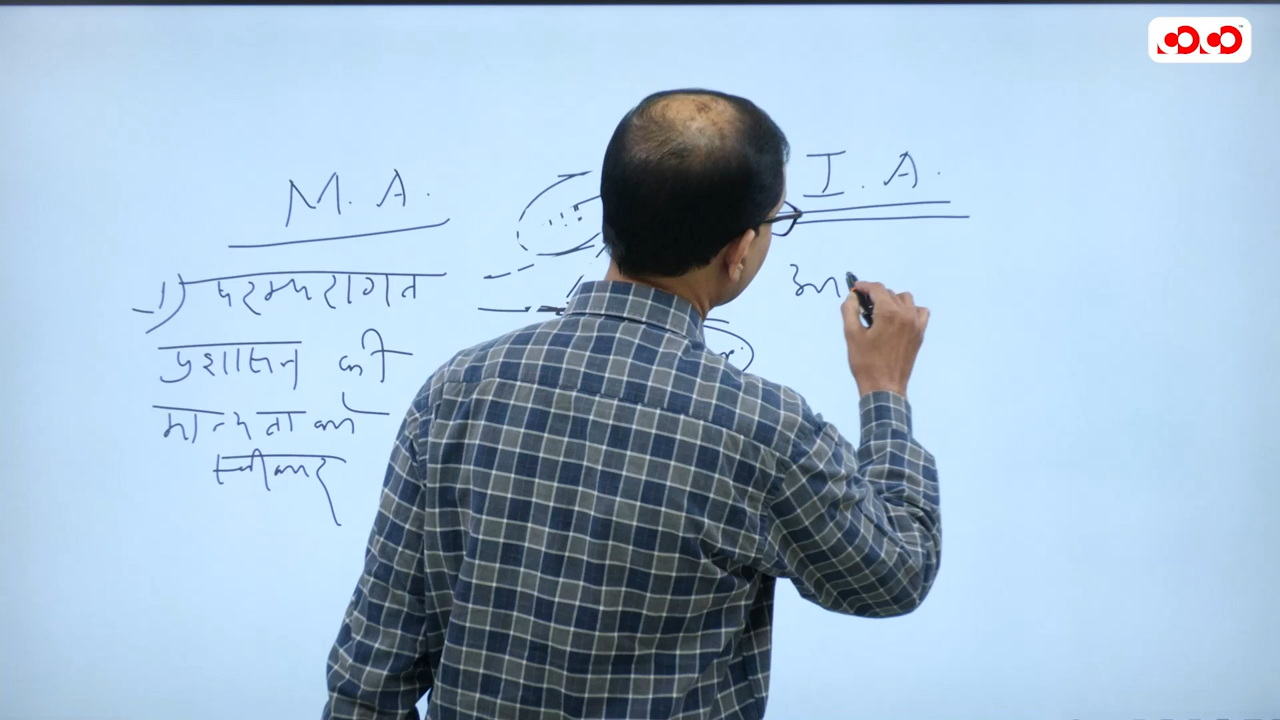 M. A.
1) परम्परागत
प्रशासन की
मान्यता को
स्वीकार
I. A.